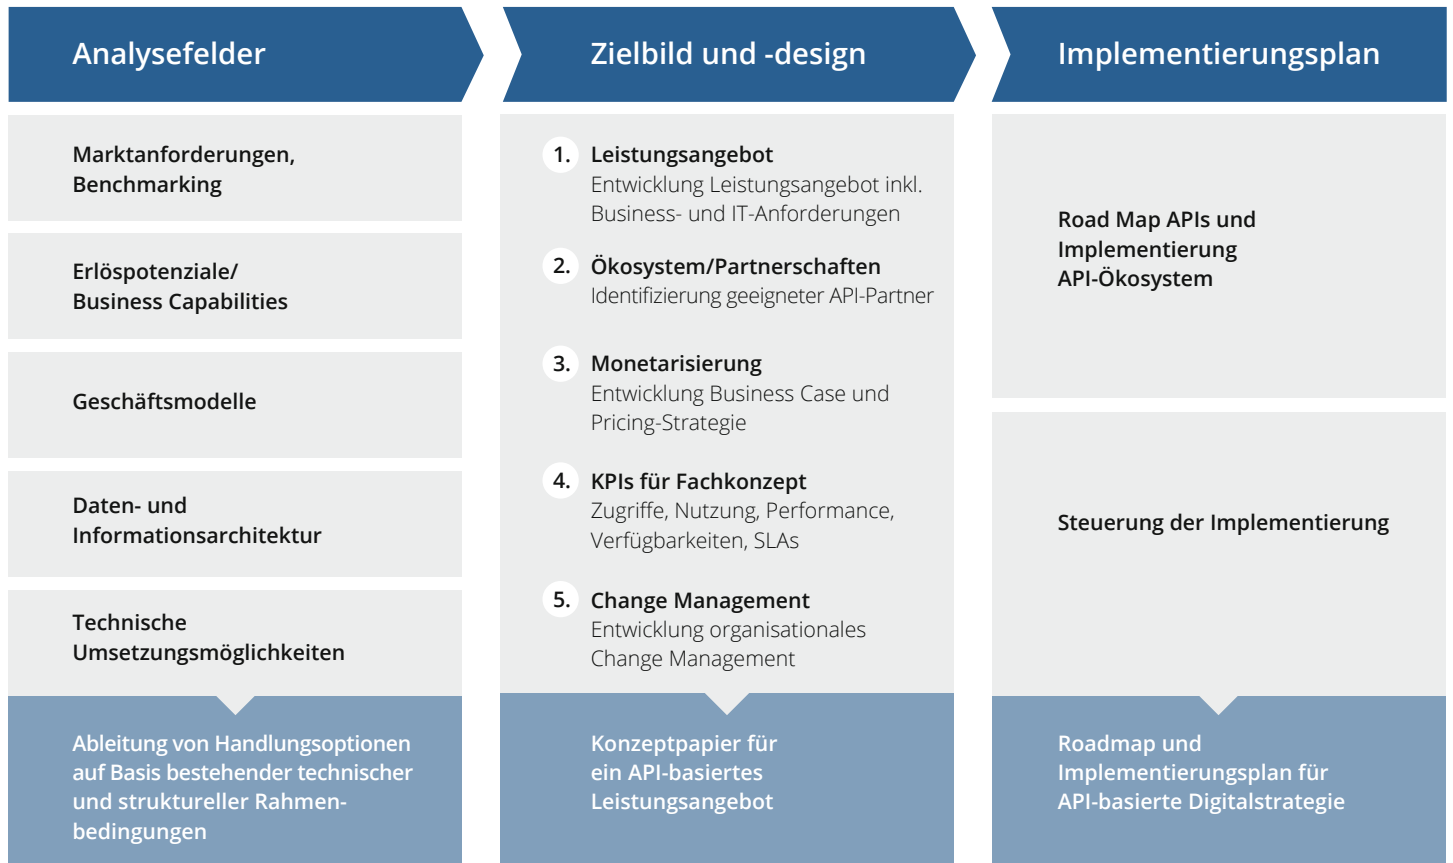 Analysefelder
Marktanforderungen,
Benchmarking
Erlöspotenziale/
Business Capabilities
Geschäftsmodelle
Daten- und
Informationsarchitektur
Technische
Umsetzungsmöglichkeiten
Ableitung von Handlungsoptionen
auf Basis bestehender technischer
und struktureller Rahmen-
bedingungen
Zielbild und -design
1. Leistungsangebot
Entwicklung Leistungsangebot inkl.
Business- und IT-Anforderungen
2. Ökosystem/Partnerschaften
Identifizierung geeigneter API-Partner
3. Monetarisierung
Entwicklung Business Case und
Pricing-Strategie
4. KPIs für Fachkonzept
Zugriffe, Nutzung, Performance,
Verfügbarkeiten, SLAs
5. Change Management
Entwicklung organisationales
Change Management
Konzeptpapier für
ein API-basiertes
Leistungsangebot
Implementierungsplan
Road Map APIs und
Implementierung
API-Ökosystem
Steuerung der Implementierung
Roadmap und
Implementierungsplan für
API-basierte Digitalstrategie